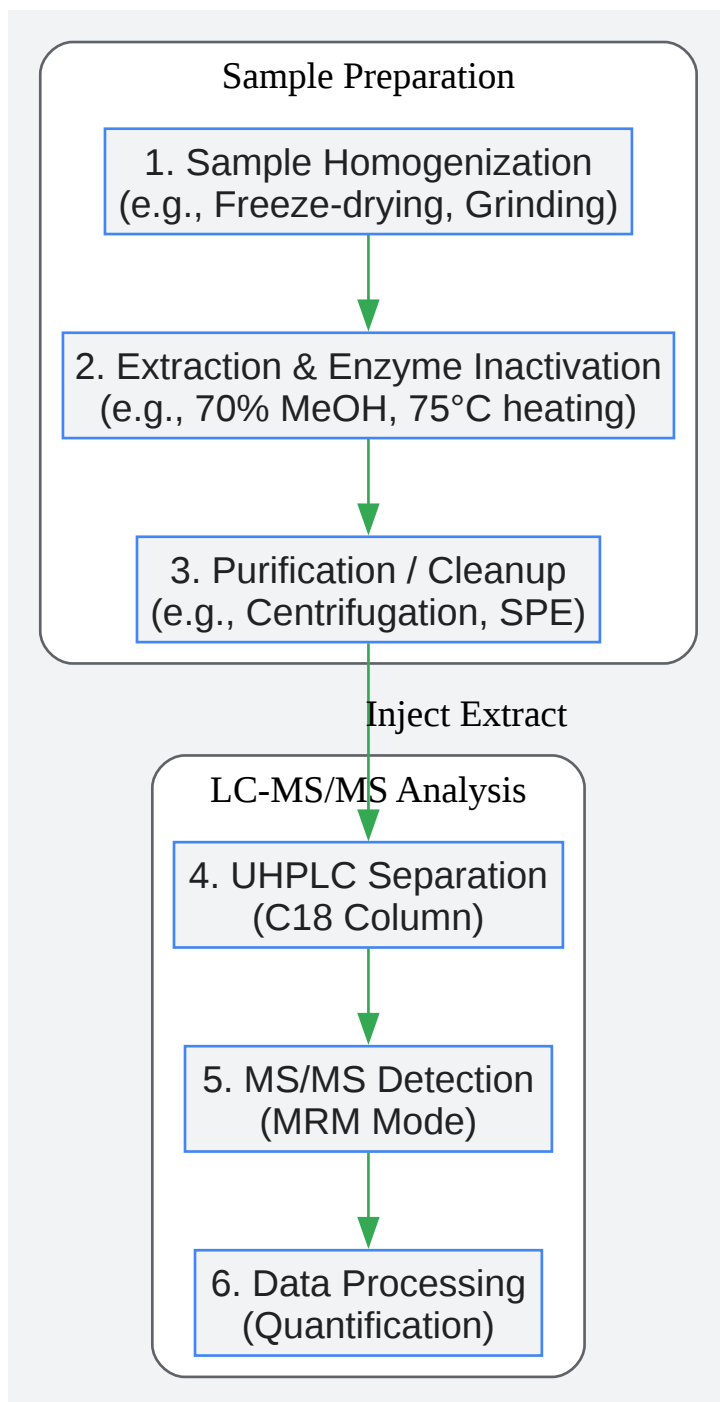 Sample Preparation
1. Sample Homogenization
(e.g., Freeze-drying, Grinding)
2. Extraction & Enzyme Inactivation
(e.g., 70% MeOH, 75°C heating)
3. Purification / Cleanup
(e.g., Centrifugation, SPE)
Inject Extract
LC-MS/MS Analysis
4. UHPLC Separation
(C18 Column)
5. MS/MS Detection
(MRM Mode)
6. Data Processing
(Quantification)